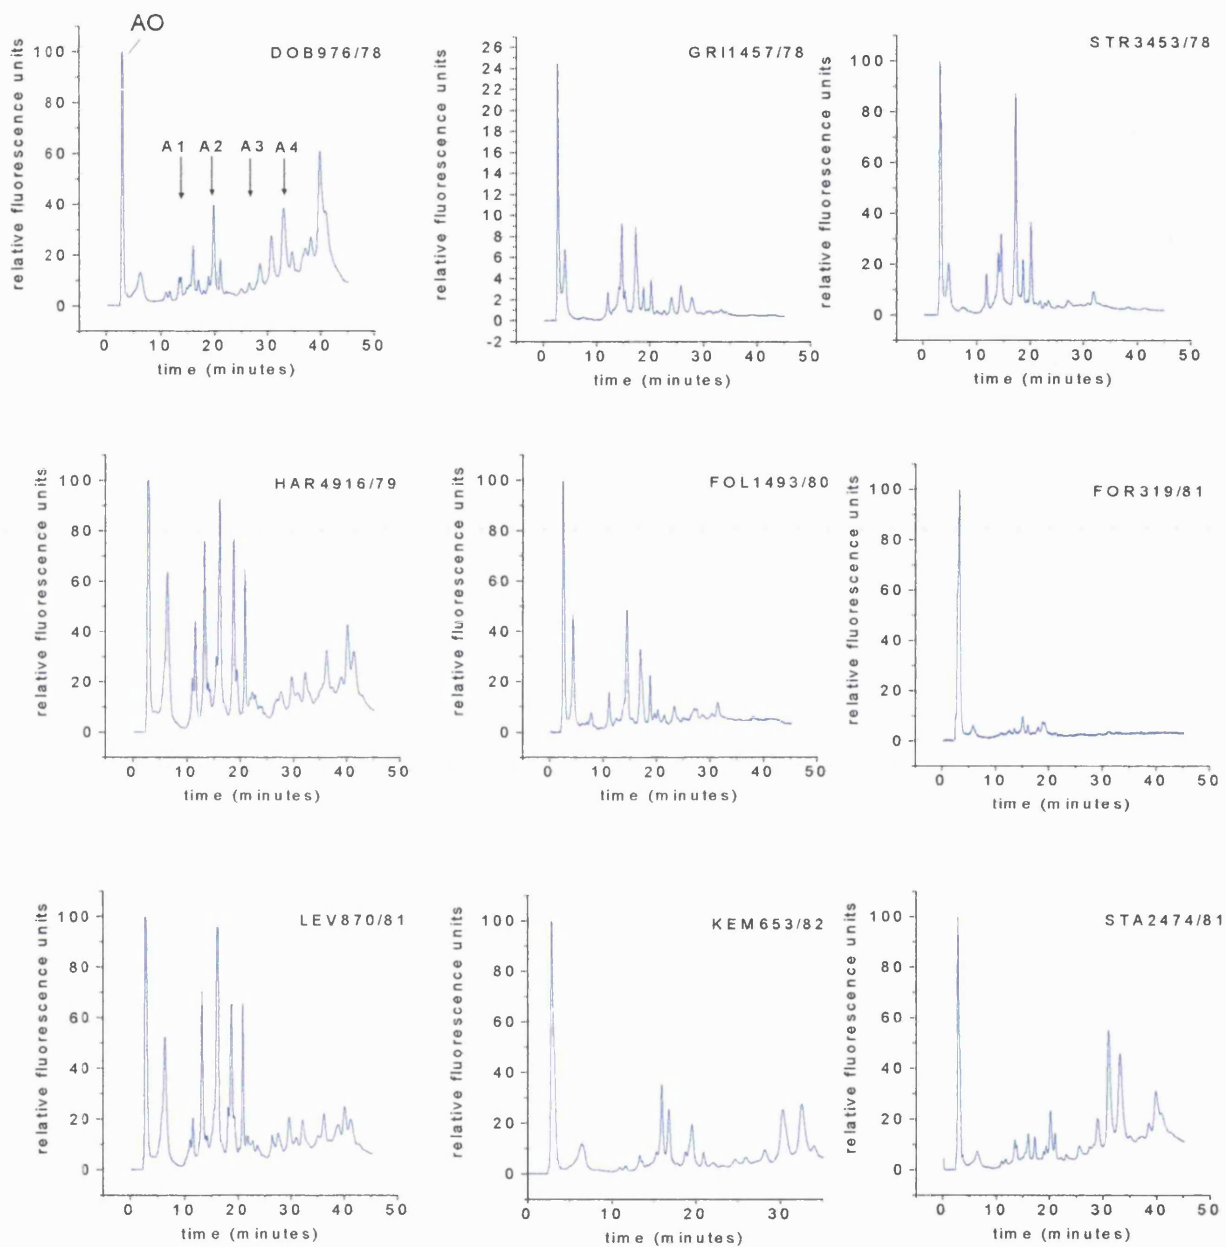 AO
DOB976/78
relative fluorescence units
100
80
60
40
20
0
A1 A2 A3 A4
0 10 20 30 40 50
time (minutes)
GRI1457/78
relative fluorescence units
26
24
22
20
18
16
14
12
10
8
6
4
2
0
-2
0 10 20 30 40 50
time (minutes)
STR3453/78
relative fluorescence units
100
80
60
40
20
0
0 10 20 30 40 50
time (minutes)
HAR4916/79
relative fluorescence units
100
80
60
40
20
0
0 10 20 30 40 50
time (minutes)
FOL1493/80
relative fluorescence units
100
80
60
40
20
0
0 10 20 30 40 50
time (minutes)
FOR319/81
relative fluorescence units
100
80
60
40
20
0
0 10 20 30 40 50
time (minutes)
LEV870/81
relative fluorescence units
100
80
60
40
20
0
0 10 20 30 40 50
time (minutes)
KEM653/82
relative fluorescence units
100
80
60
40
20
0
0 10 20 30
time (minutes)
STA2474/81
relative fluorescence units
100
80
60
40
20
0
0 10 20 30 40 50
time (minutes)